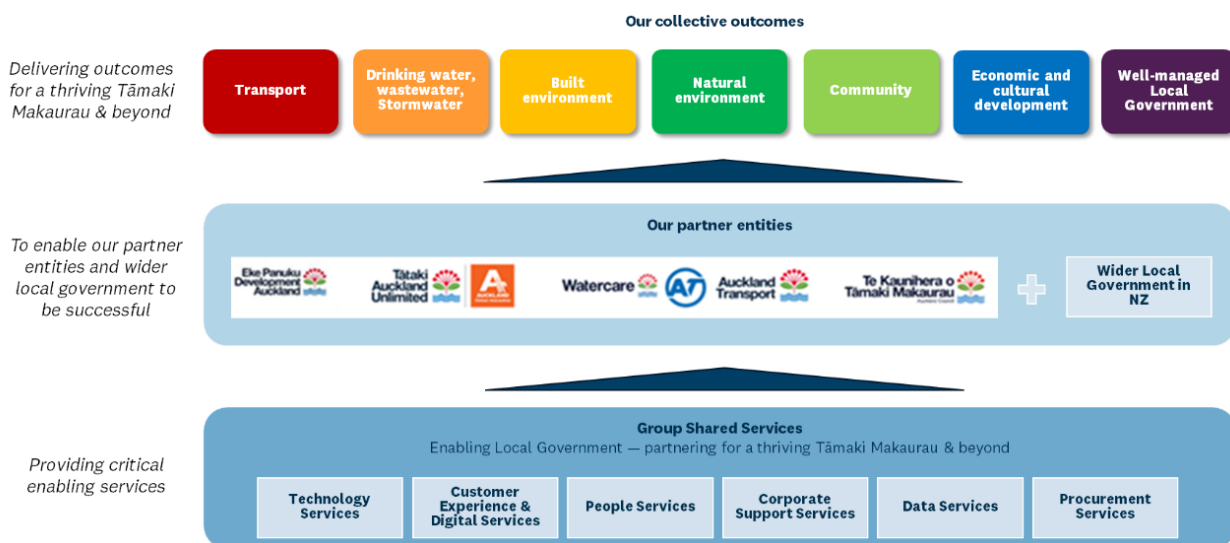 Our collective outcomes
Delivering outcomes
for a thriving Tāmaki
Makaurau & beyond
Transport
Drinking water,
wastewater,
Stormwater
Built
environment
Natural
environment
Community
Economic and
cultural
development
Well-managed
Local
Government
To enable our partner
entities and wider
local government to
be successful
Our partner entities
Eke Panuku
Development
Auckland
Tātaki
Auckland
Unlimited
AUCKLAND
Watercare
AT
Auckland
Transport
Te Kaunihera o
Tāmaki Makaurau
Auckland Council
Wider Local
Government in
NZ
Providing critical
enabling services
Group Shared Services
Enabling Local Government — partnering for a thriving Tāmaki Makaurau & beyond
Technology
Services
Customer
Experience &
Digital Services
People Services
Corporate
Support Services
Data Services
Procurement
Services